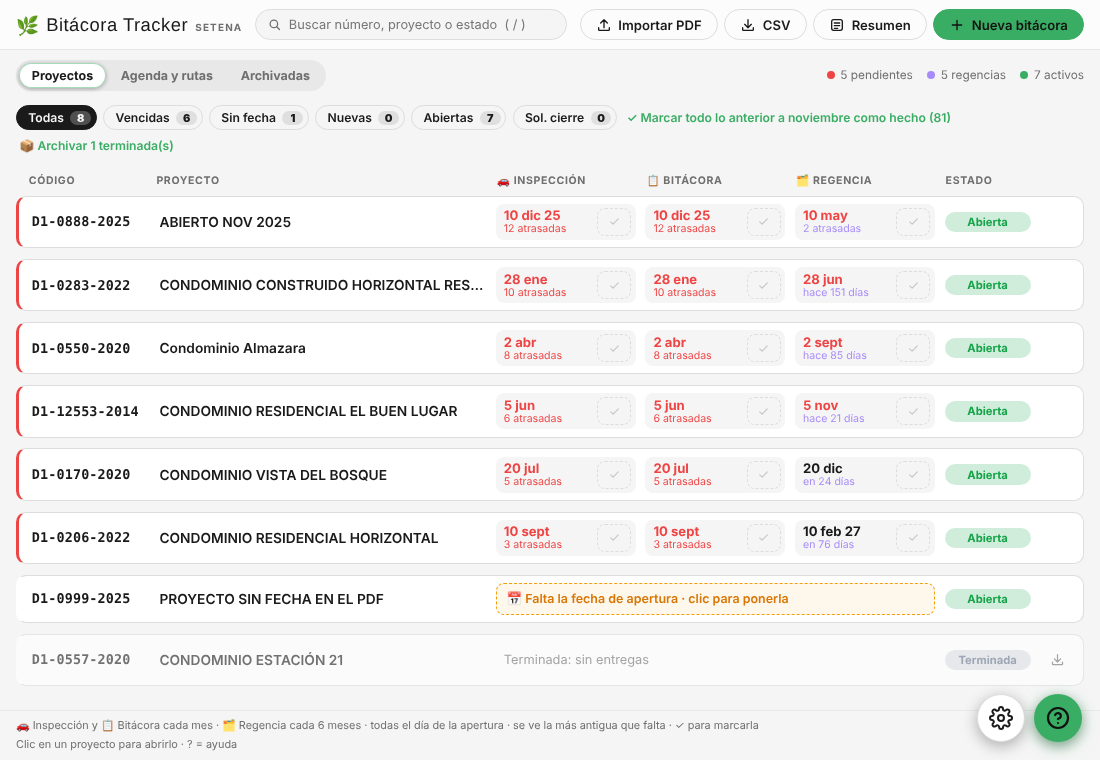 Bitácora Tracker SETENA
Buscar número, proyecto o estado ( / )
Importar PDF
CSV
Resumen
+ Nueva bitácora
Proyectos
Agenda y rutas
Archivadas
5 pendientes
5 regencias
7 activos
Todas 8
Vencidas 6
Sin fecha 1
Nuevas 0
Abiertas 7
Sol. cierre 0
✓ Marcar todo lo anterior a noviembre como hecho (81)
📦 Archivar 1 terminada(s)
CÓDIGO PROYECTO 🚗 INSPECCIÓN 📋 BITÁCORA 🗂️ REGENCIA ESTADO
D1-0888-2025 ABIERTO NOV 2025 10 dic 25 10 dic 25 10 may Abierta
12 atrasadas 12 atrasadas 2 atrasadas
D1-0283-2022 CONDOMINIO CONSTRUIDO HORIZONTAL RES... 28 ene 28 ene 28 jun Abierta
10 atrasadas 10 atrasadas hace 151 días
D1-0550-2020 Condominio Almazara 2 abr 2 abr 2 sept Abierta
8 atrasadas 8 atrasadas hace 85 días
D1-12553-2014 CONDOMINIO RESIDENCIAL EL BUEN LUGAR 5 jun 5 jun 5 nov Abierta
6 atrasadas 6 atrasadas hace 21 días
D1-0170-2020 CONDOMINIO VISTA DEL BOSQUE 20 jul 20 jul 20 dic Abierta
5 atrasadas 5 atrasadas en 24 días
D1-0206-2022 CONDOMINIO RESIDENCIAL HORIZONTAL 10 sept 10 sept 10 feb 27 Abierta
3 atrasadas 3 atrasadas en 76 días
D1-0999-2025 PROYECTO SIN FECHA EN EL PDF 📅 Falta la fecha de apertura · clic para ponerla Abierta
D1-0557-2020 CONDOMINIO ESTACIÓN 21 Terminada: sin entregas Terminada
🚗 Inspección y 📋 Bitácora cada mes · 🗂️ Regencia cada 6 meses · todas el día de la apertura · se ve la más antigua que falta · ✓ para marcarla
Clic en un proyecto para abrirlo · ? = ayuda
?